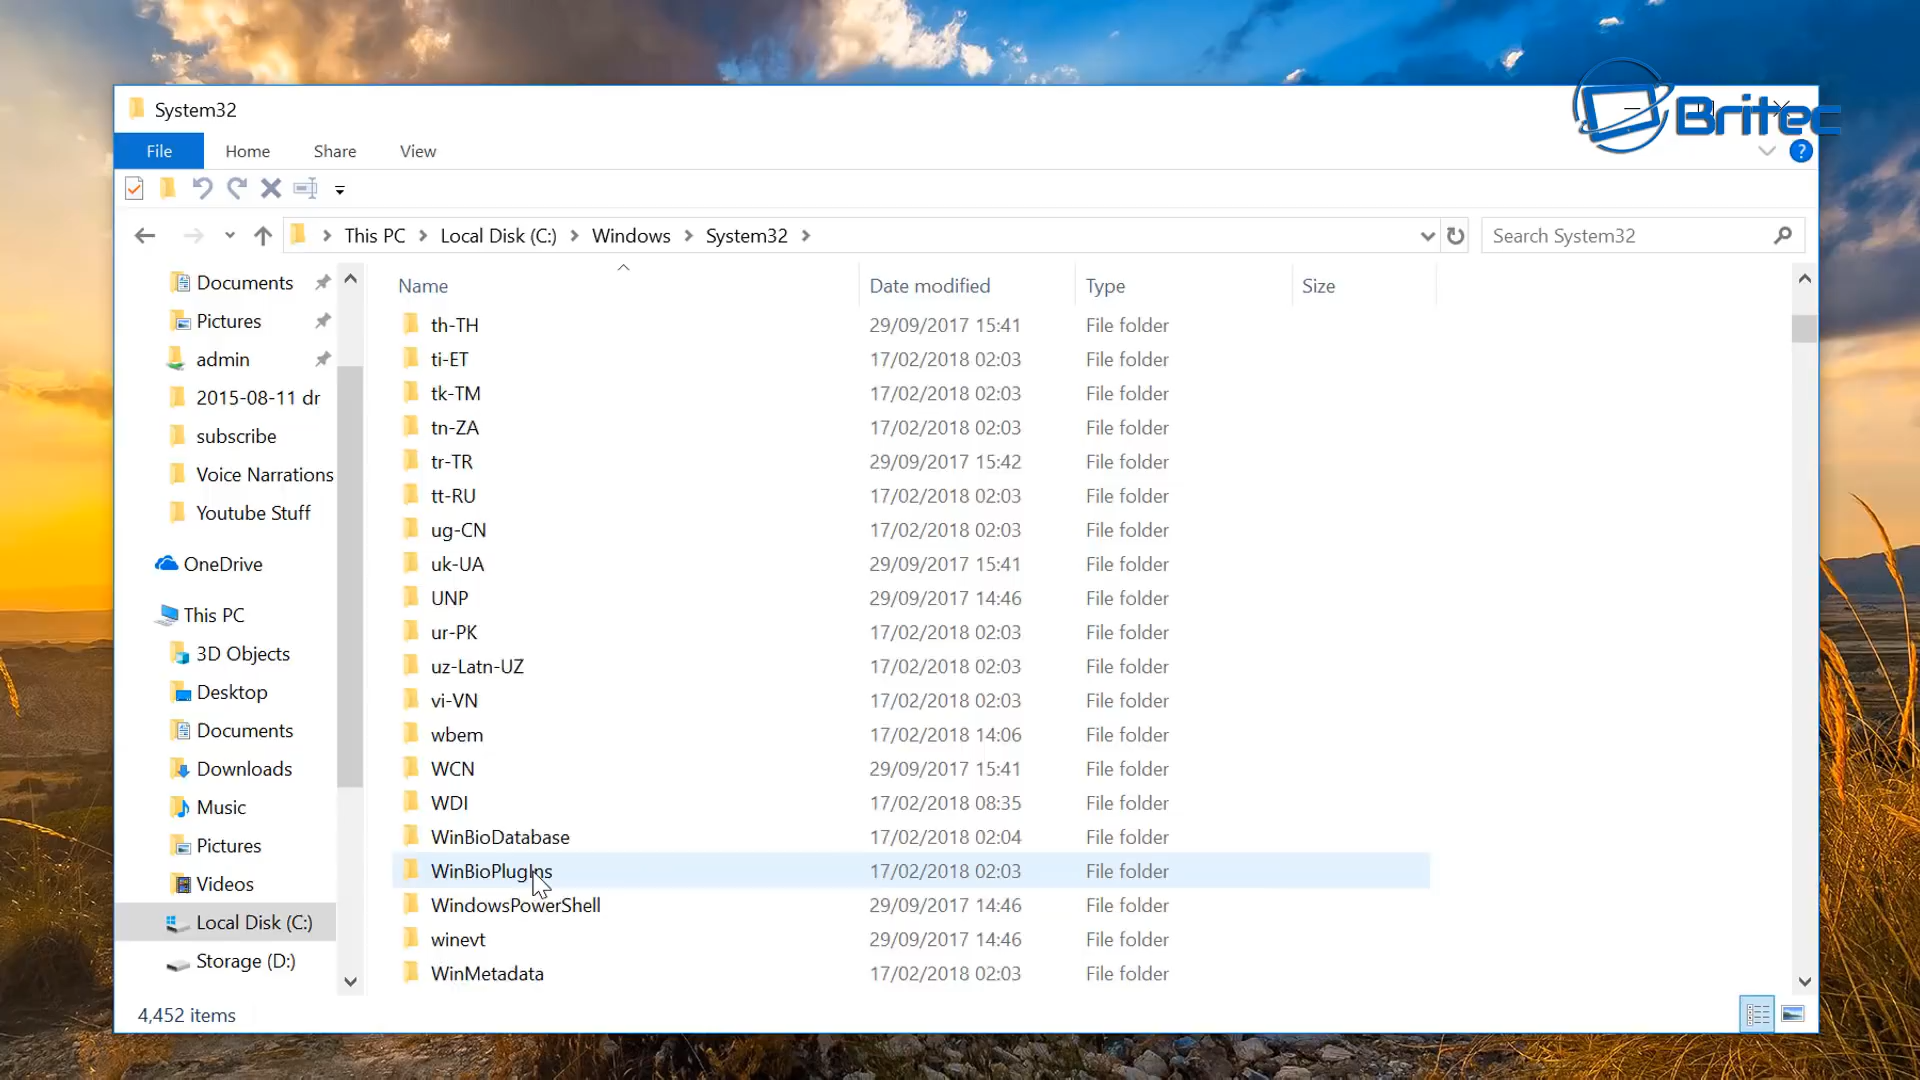 System32
Britec
File Home Share View
?
This PC Local Disk (C:) Windows System32
Search System32
Documents
Pictures
admin
2015-08-11 dr
subscribe
Voice Narrations
Youtube Stuff
OneDrive
This PC
3D Objects
Desktop
Documents
Downloads
Music
Pictures
Videos
Local Disk (C:)
Storage (D:)
Name Date modified Type Size
th-TH 29/09/2017 15:41 File folder
ti-ET 17/02/2018 02:03 File folder
tk-TM 17/02/2018 02:03 File folder
tn-ZA 17/02/2018 02:03 File folder
tr-TR 29/09/2017 15:42 File folder
tt-RU 17/02/2018 02:03 File folder
ug-CN 17/02/2018 02:03 File folder
uk-UA 29/09/2017 15:41 File folder
UNP 29/09/2017 14:46 File folder
ur-PK 17/02/2018 02:03 File folder
uz-Latn-UZ 17/02/2018 02:03 File folder
vi-VN 17/02/2018 02:03 File folder
wbem 17/02/2018 14:06 File folder
WCN 29/09/2017 15:41 File folder
WDI 17/02/2018 08:35 File folder
WinBioDatabase 17/02/2018 02:04 File folder
WinBioPlugIns 17/02/2018 02:03 File folder
WindowsPowerShell 29/09/2017 14:46 File folder
winevt 29/09/2017 14:46 File folder
WinMetadata 17/02/2018 02:03 File folder
4,452 items